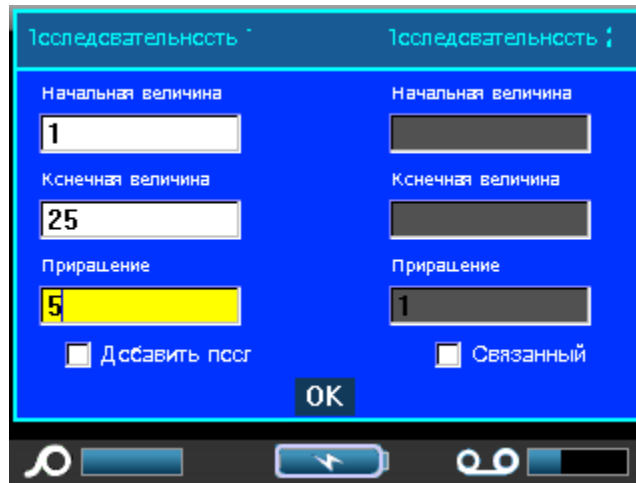 Последовательность 1
Последовательность 2
Начальная величина
1
Конечная величина
25
Приращение
5
Добавить посл
Начальная величина
Конечная величина
Приращение
1
Связанный
OK